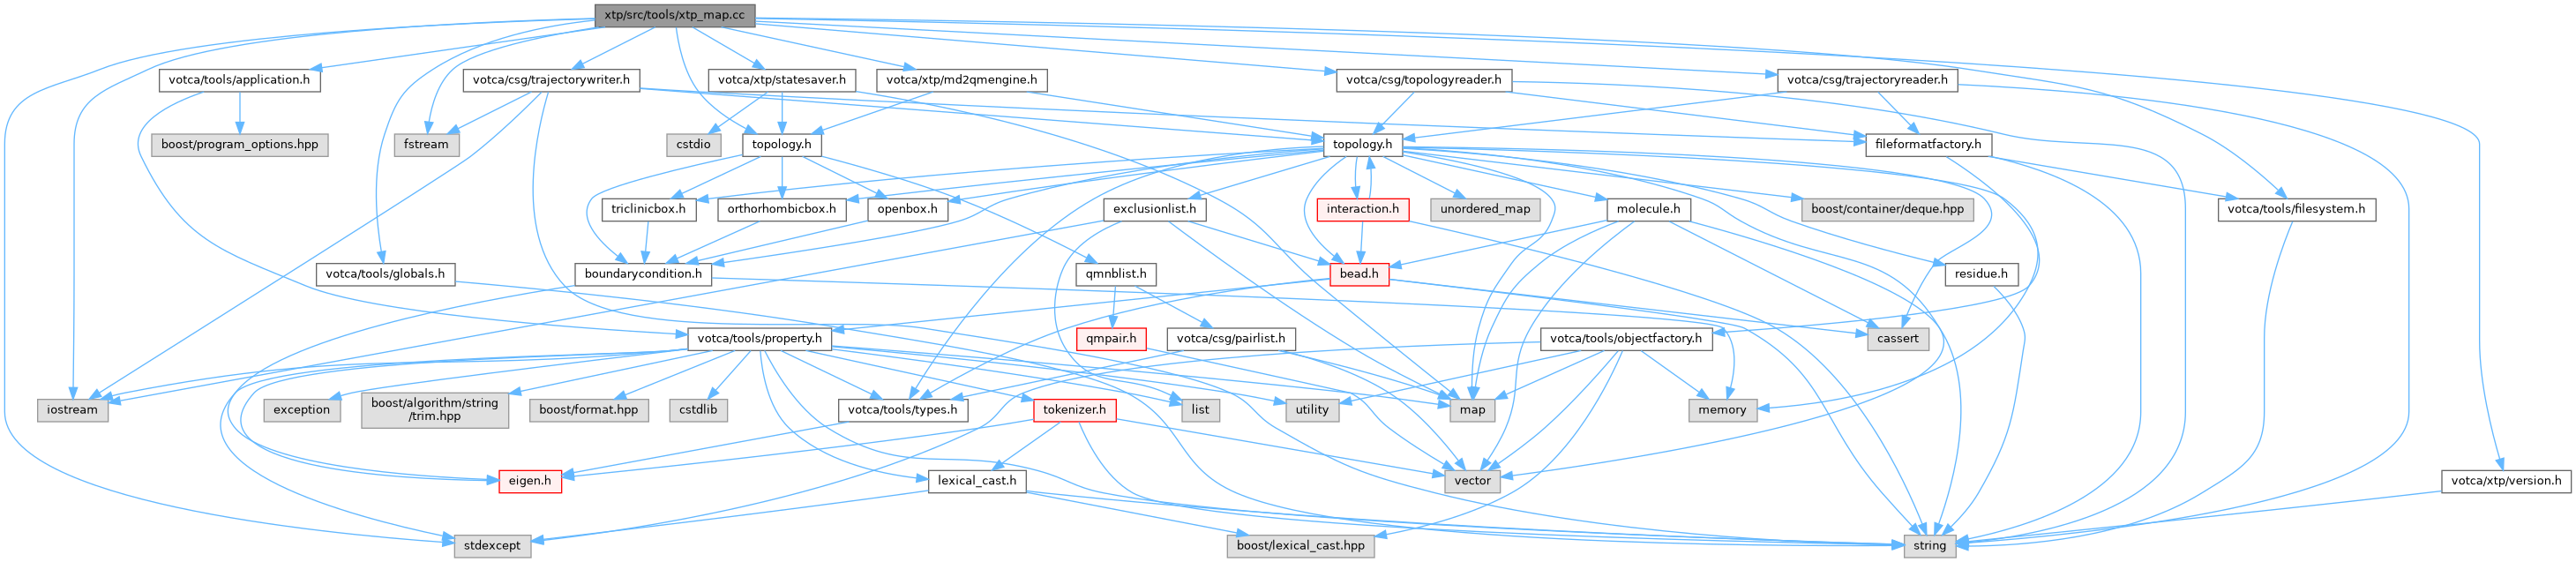 xtp/src/tools/xtp_map.cc
votca/tools/application.h
votca/csg/trajectorywriter.h
votca/xtp/statesaver.h
votca/xtp/md2qmengine.h
votca/csg/topologyreader.h
votca/csg/trajectoryreader.h
boost/program_options.hpp
fstream
cstdio
topology.h
topology.h
fileformatfactory.h
triclinicbox.h
orthorhombicbox.h
openbox.h
exclusionlist.h
interaction.h
unordered_map
molecule.h
boost/container/deque.hpp
votca/tools/filesystem.h
votca/tools/globals.h
boundarycondition.h
qmnblist.h
bead.h
residue.h
votca/tools/property.h
qmpair.h
votca/csg/pairlist.h
votca/tools/objectfactory.h
cassert
iostream
exception
boost/algorithm/string
/trim.hpp
boost/format.hpp
cstdlib
votca/tools/types.h
tokenizer.h
list
utility
map
memory
eigen.h
lexical_cast.h
vector
votca/xtp/version.h
stdexcept
boost/lexical_cast.hpp
string